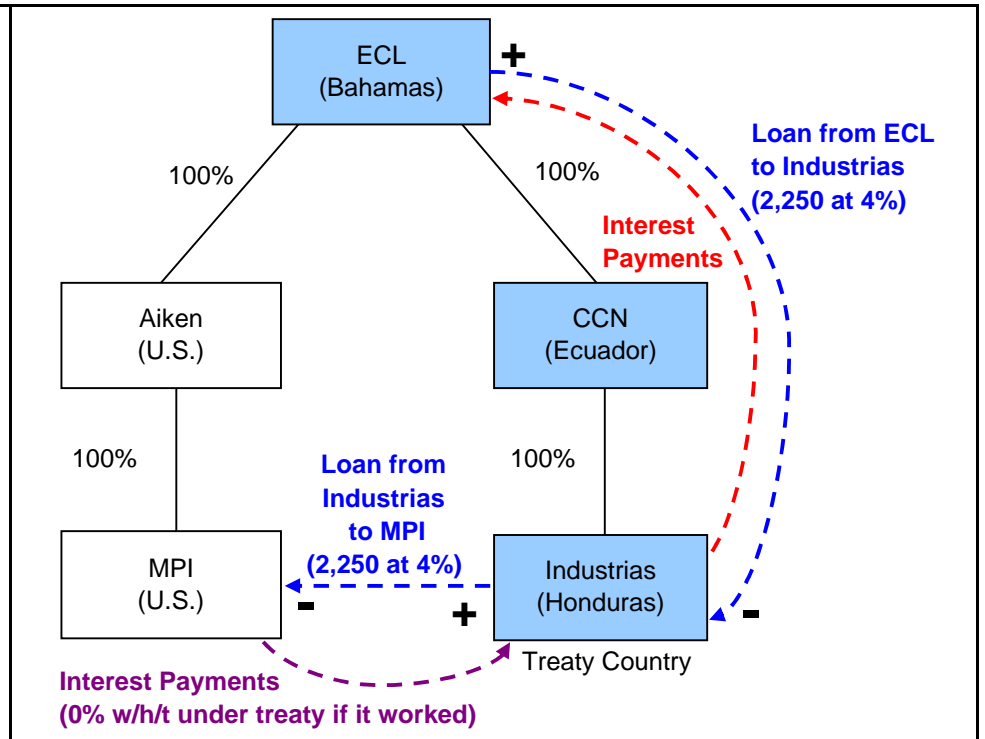 ECL
(Bahamas)
+
Loan from ECL
to Industrias
(2,250 at 4%)
100%
100%
Interest
Payments
Aiken
(U.S.)
CCN
(Ecuador)
100%
100%
Loan from
Industrias
to MPI
(2,250 at 4%)
MPI
(U.S.)
-
+
Industrias
(Honduras)
-
Treaty Country
Interest Payments
(0% w/h/t under treaty if it worked)